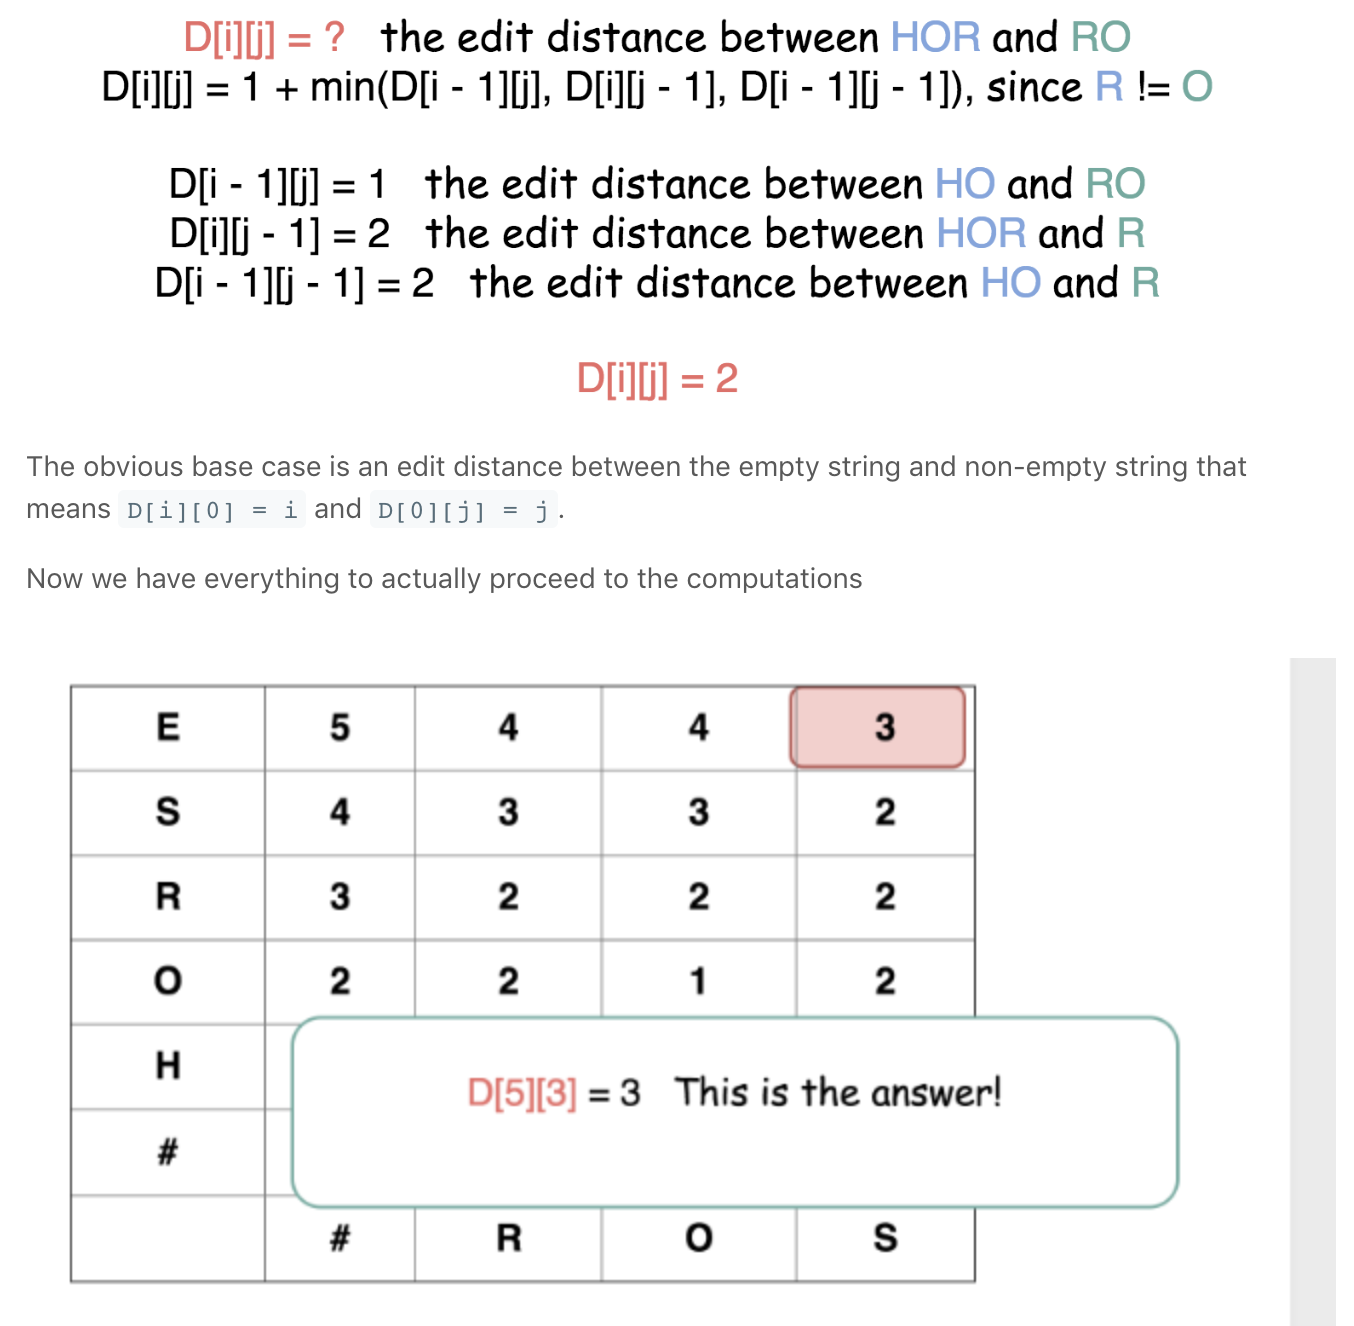 D[i][j] = ? the edit distance between HOR and RO
D[i][j] = 1 + min(D[i - 1][j], D[i][j - 1], D[i - 1][j - 1]), since R != O
D[i - 1][j] = 1 the edit distance between HO and RO
D[i][j - 1] = 2 the edit distance between HOR and R
D[i - 1][j - 1] = 2 the edit distance between HO and R
D[i][j] = 2
The obvious base case is an edit distance between the empty string and non-empty string that
means D[i][0] = i and D[0][j] = j.
Now we have everything to actually proceed to the computations
E 5 4 4 3
S 4 3 3 2
R 3 2 2 2
O 2 2 1 2
H
D[5][3] = 3 This is the answer!
#
# R O S